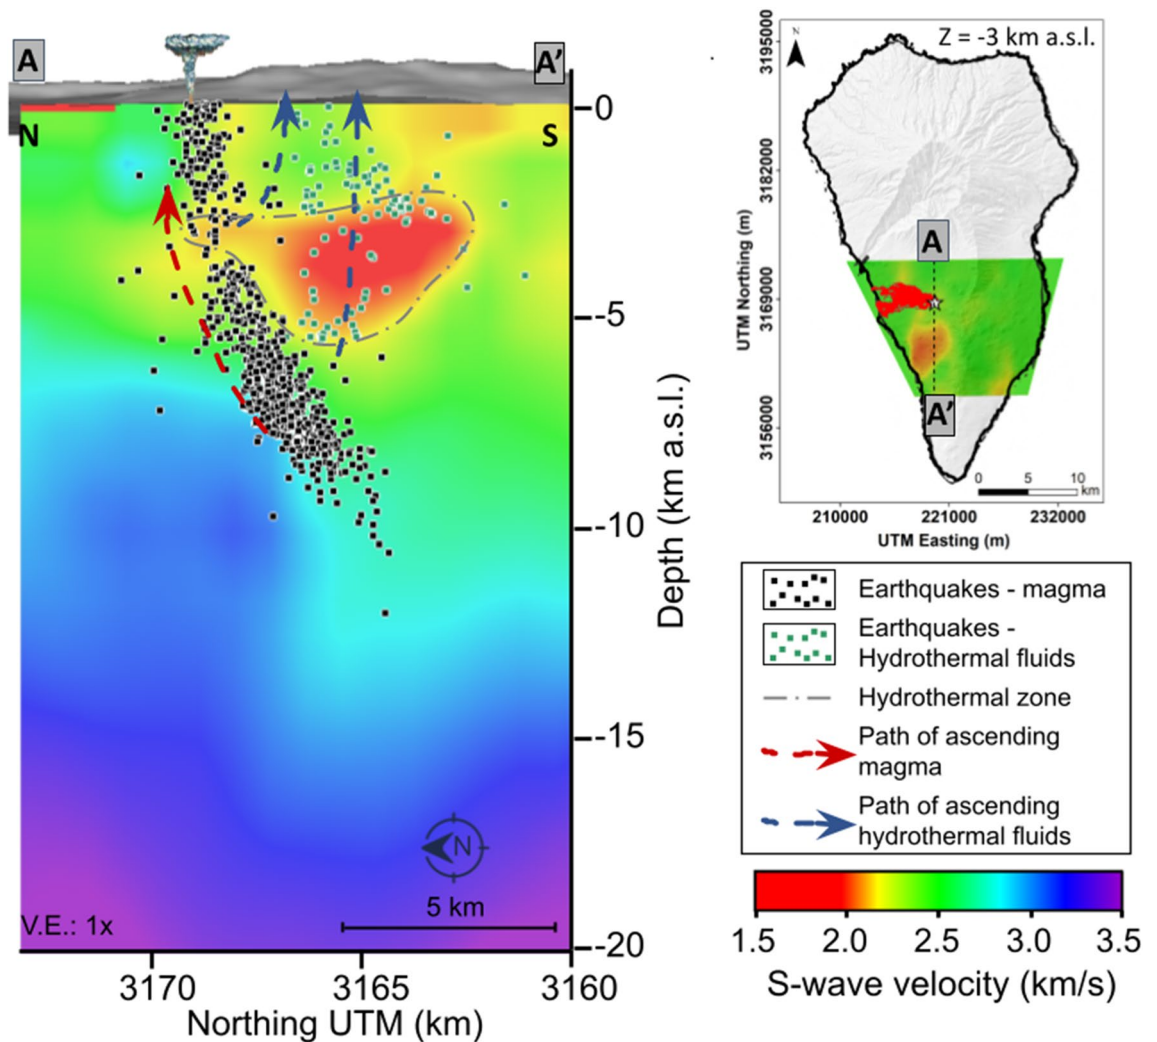 A
A'
N
S
-0
-5
-10
-15
-20
Depth (km a.s.l.)
N
5 km
V.E.: 1x
3170
3165
3160
Northing UTM (km)
N
Z = -3 km a.s.l.
3195000
3182000
3169000
3156000
UTM Northing (m)
A
A'
0
5
10
km
210000
221000
232000
UTM Easting (m)
Earthquakes - magma
Earthquakes -
Hydrothermal fluids
Hydrothermal zone
Path of ascending
magma
Path of ascending
hydrothermal fluids
1.5
2.0
2.5
3.0
3.5
S-wave velocity (km/s)